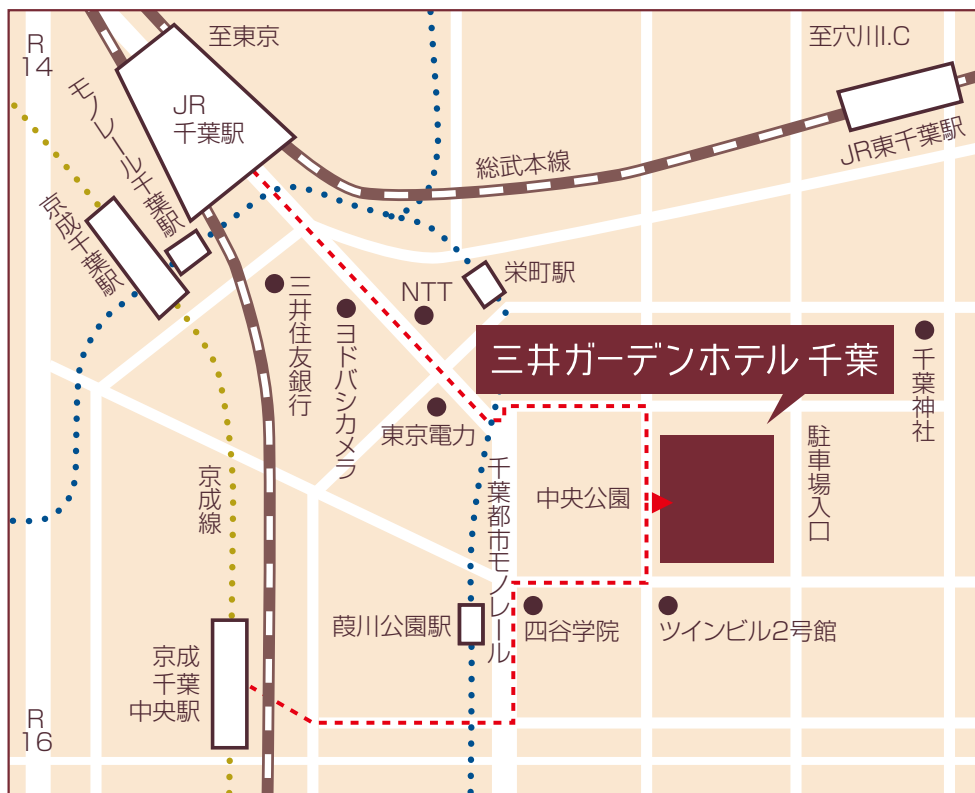 R
14
至東京
至穴川I.C
JR
千葉駅
モノレール千葉駅
京成千葉駅
総武本線
JR東千葉駅
栄町駅
NTT
三井住友銀行
ヨドバシカメラ
三井ガーデンホテル 千葉
千葉神社
東京電力
駐車場入口
中央公園
京成線
千葉都市モノレール
葭川公園駅
四谷学院
ツインビル2号館
京成
千葉
中央駅
R
16